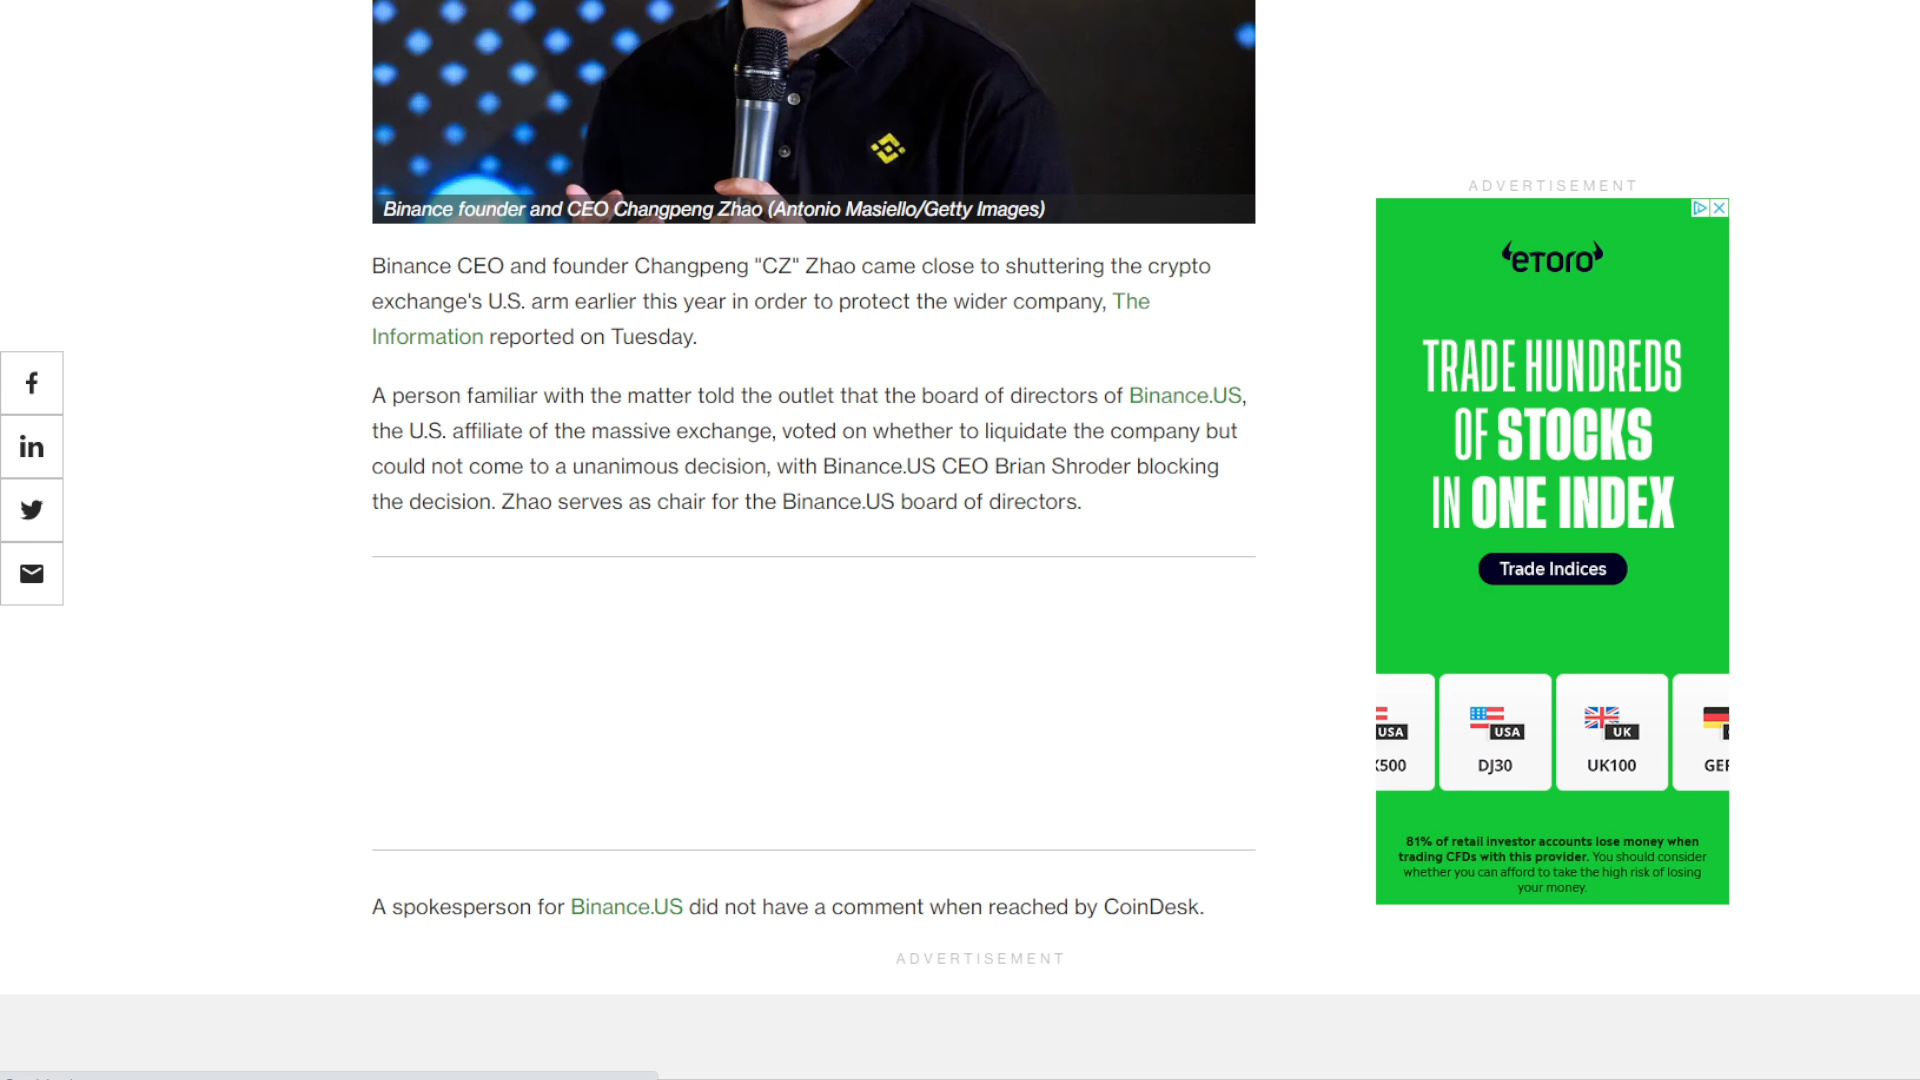 Binance founder and CEO Changpeng Zhao (Antonio Masiello/Getty Images)
Binance CEO and founder Changpeng "CZ" Zhao came close to shuttering the crypto
exchange's U.S. arm earlier this year in order to protect the wider company, The
Information reported on Tuesday.
A person familiar with the matter told the outlet that the board of directors of Binance.US,
the U.S. affiliate of the massive exchange, voted on whether to liquidate the company but
could not come to a unanimous decision, with Binance.US CEO Brian Shroder blocking
the decision. Zhao serves as chair for the Binance.US board of directors.
A spokesperson for Binance.US did not have a comment when reached by CoinDesk.
ADVERTISEMENT
ADVERTISEMENT
eToro
TRADE HUNDREDS
OF STOCKS
IN ONE INDEX
Trade Indices
USA USA UK
X500 DJ30 UK100 GER
81% of retail investor accounts lose money when
trading CFDs with this provider. You should consider
whether you can afford to take the high risk of losing
your money.